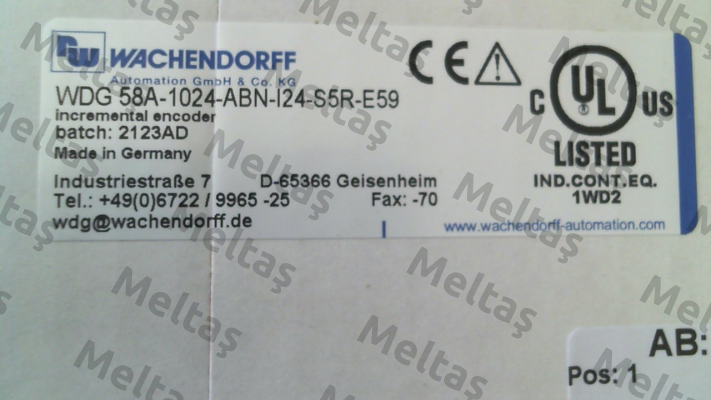 WACHENDORFF
Automation GmbH & Co. KG
WDG 58A-1024-ABN-I24-S5R-E59
incremental encoder
batch: 2123AD
Made in Germany
Industriestraße 7 D-65366 Geisenheim
Tel.: +49(0)6722 / 9965 -25 Fax: -70
wdg@wachendorff.de
www.wachendorff-automation.com
CE
C UL US
LISTED
IND.CONT.EQ.
1WD2
AB:
Pos: 1
Meltaş